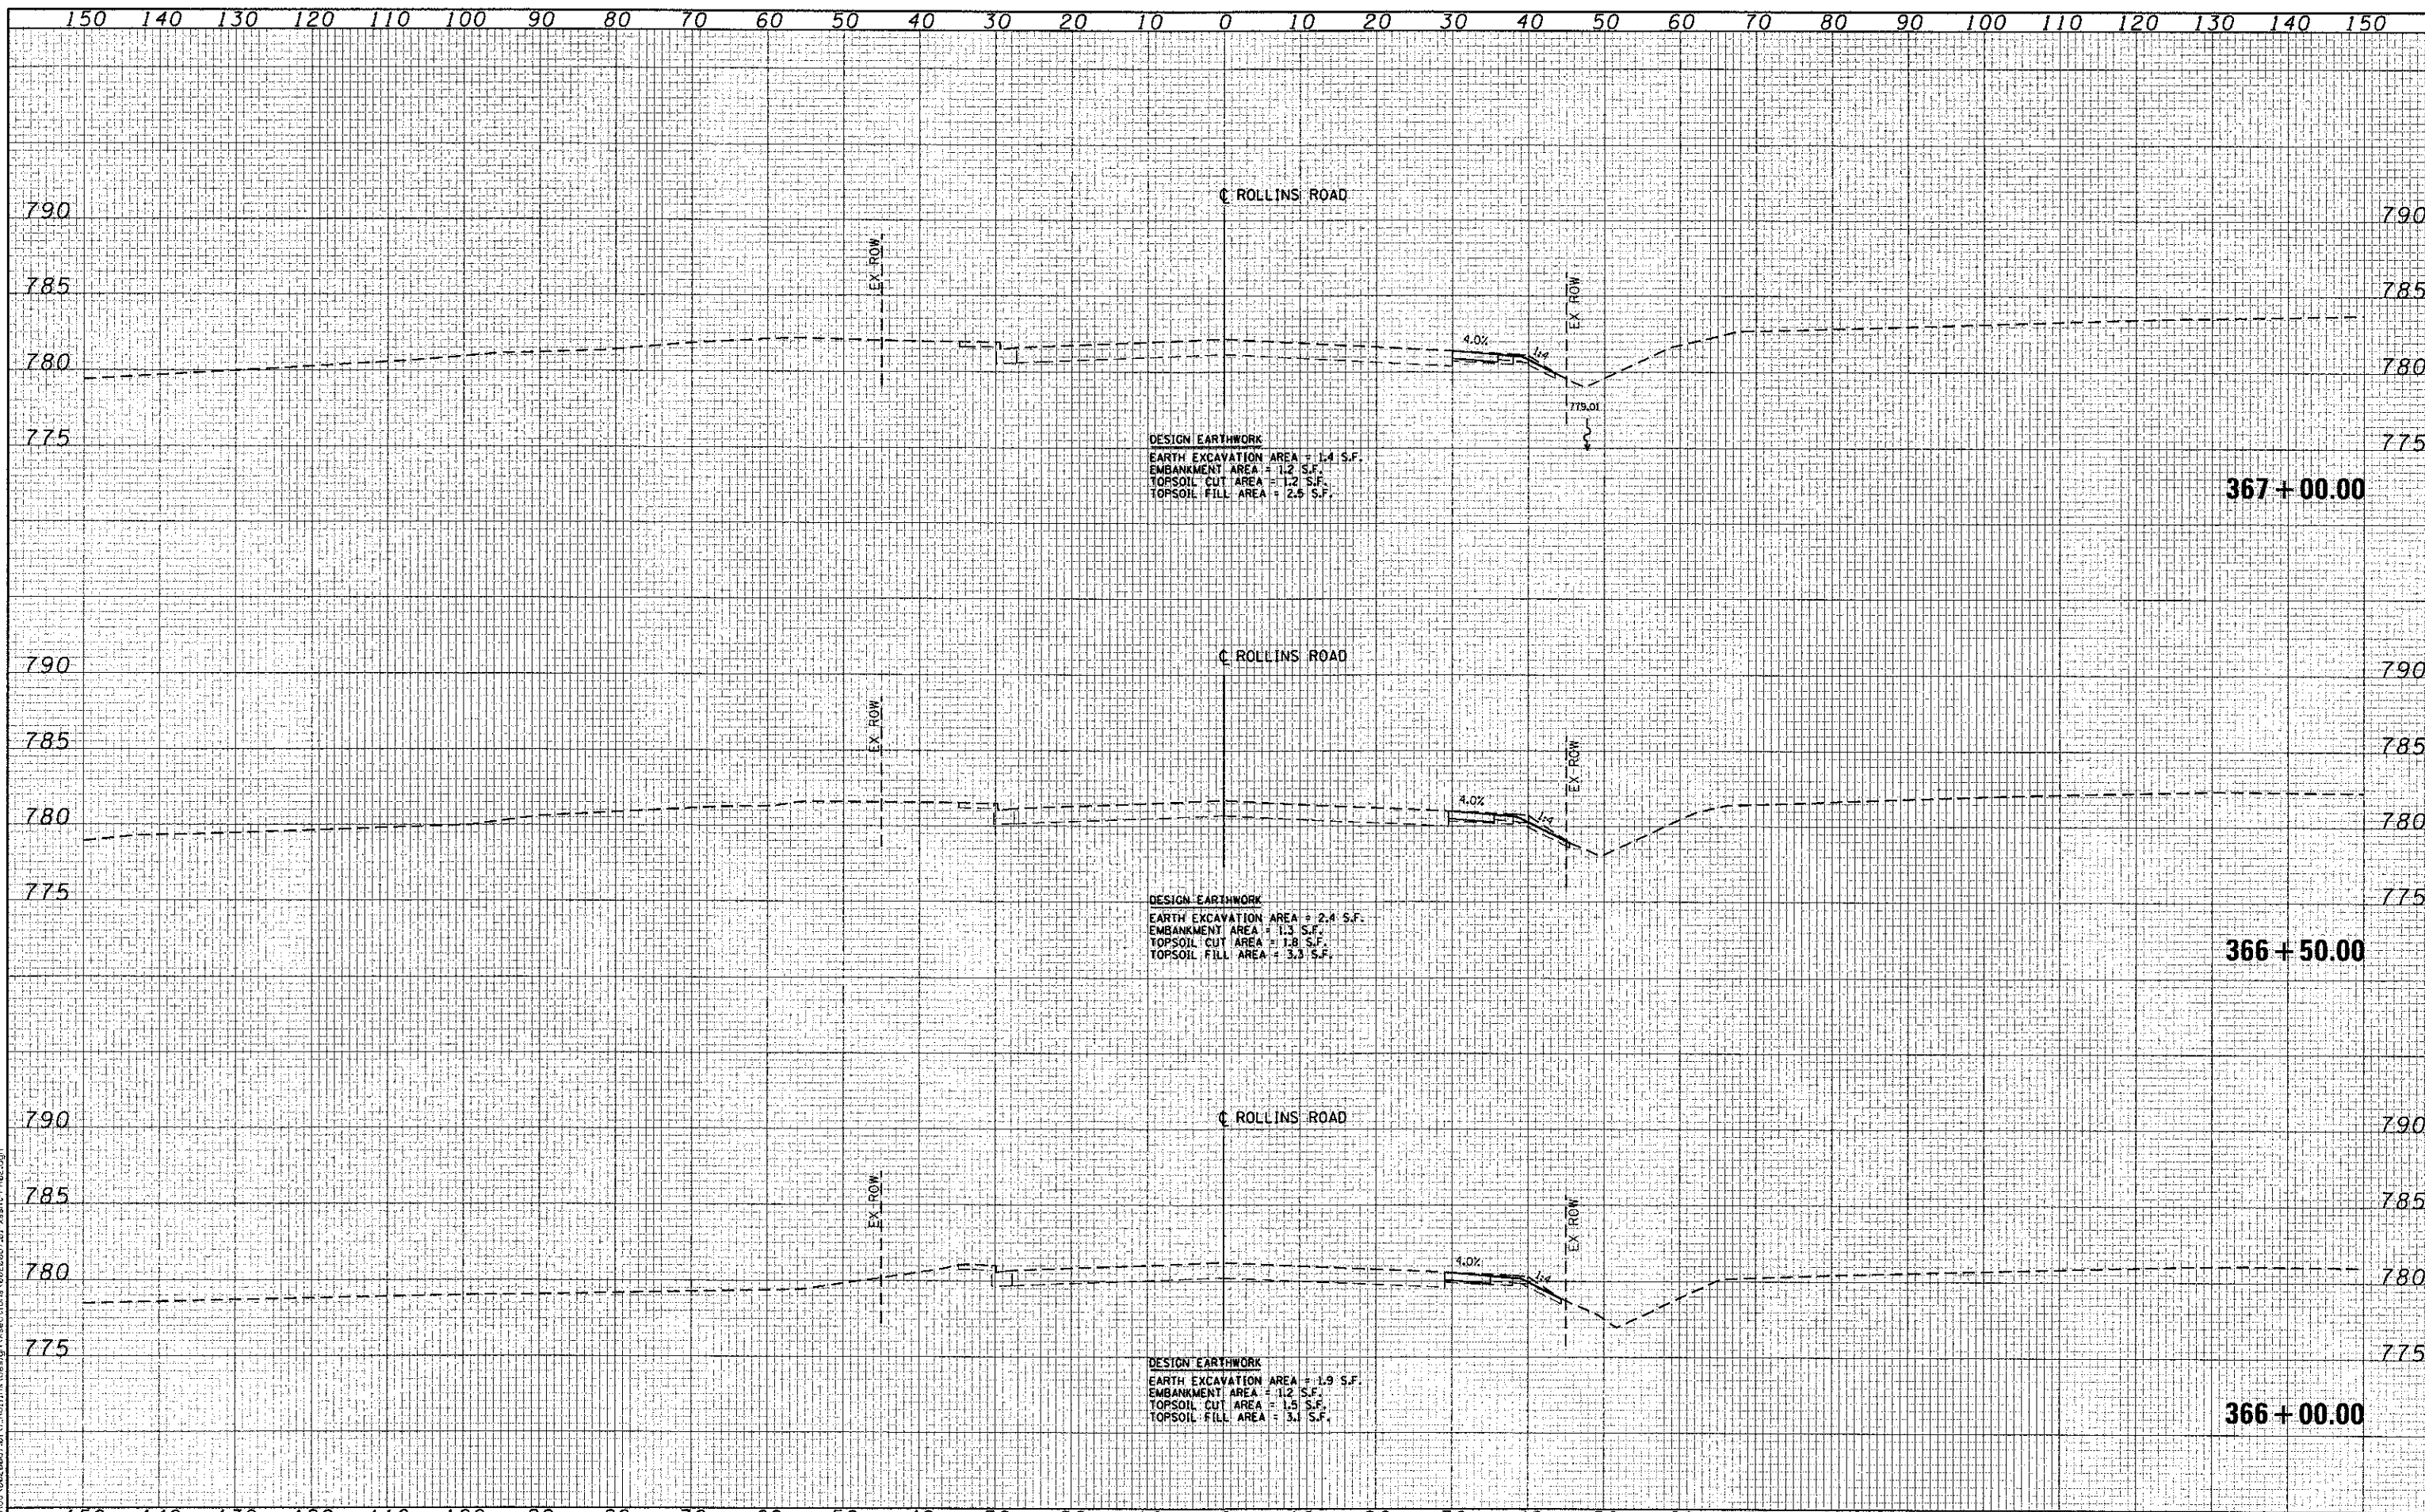 150 140 130 120 110 100 90 80 70 60 50 40 30 20 10 0 10 20 30 40 50 60 70 80 90 100 110 120 130 140 150
℄ ROLLINS ROAD
790 790
EX ROW
EX ROW
785 785
4.0% 1:4
780 780
779.01
775 775
DESIGN EARTHWORK
EARTH EXCAVATION AREA = 1.4 S.F.
EMBANKMENT AREA = 1.2 S.F.
TOPSOIL CUT AREA = 1.2 S.F.
TOPSOIL FILL AREA = 2.5 S.F.
367+00.00
℄ ROLLINS ROAD
790 790
EX ROW
EX ROW
785 785
4.0% 1:4
780 780
775 775
DESIGN EARTHWORK
EARTH EXCAVATION AREA = 2.4 S.F.
EMBANKMENT AREA = 1.3 S.F.
TOPSOIL CUT AREA = 1.8 S.F.
TOPSOIL FILL AREA = 3.3 S.F.
366+50.00
℄ ROLLINS ROAD
790 790
EX ROW
EX ROW
785 785
4.0% 1:4
780 780
775 775
DESIGN EARTHWORK
EARTH EXCAVATION AREA = 1.9 S.F.
EMBANKMENT AREA = 1.2 S.F.
TOPSOIL CUT AREA = 1.5 S.F.
TOPSOIL FILL AREA = 3.1 S.F.
366+00.00